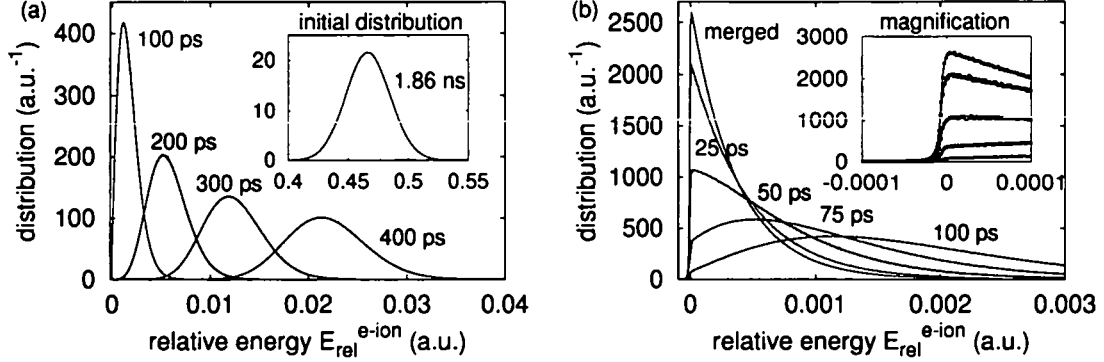 (a)
distribution (a.u.⁻¹)
400
300
200
100
0
100 ps
200 ps
300 ps
400 ps
initial distribution
20
10
0
1.86 ns
0.4
0.45
0.5
0.55
0
0.01
0.02
0.03
0.04
relative energy E_rel^e-ion (a.u.)
(b)
distribution (a.u.⁻¹)
2500
2000
1500
1000
500
0
merged
25 ps
50 ps
75 ps
100 ps
magnification
3000
2000
1000
0
-0.0001
0
0.0001
0
0.001
0.002
0.003
relative energy E_rel^e-ion (a.u.)